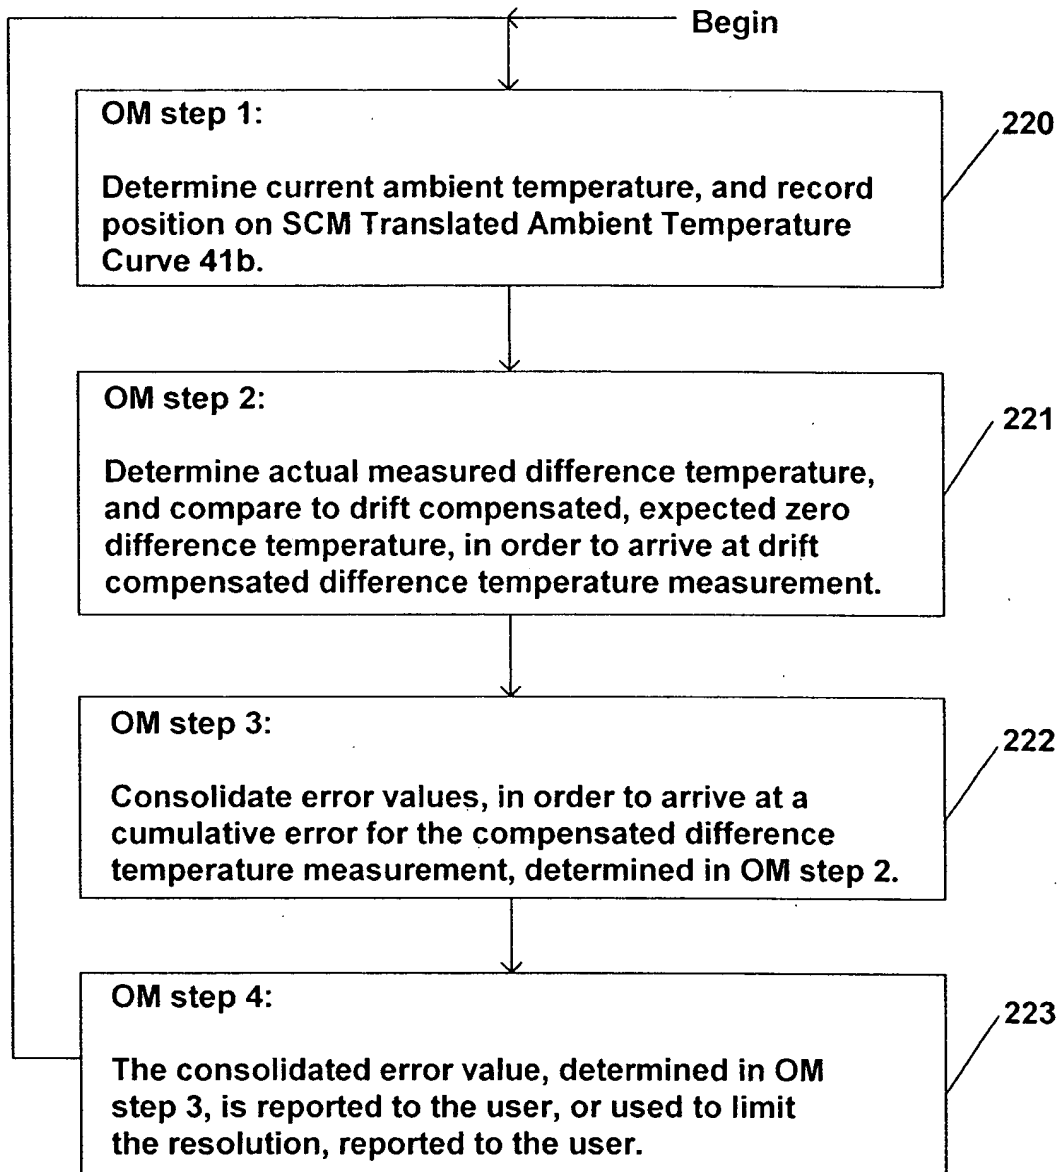 Begin
OM step 1:
220
Determine current ambient temperature, and record
position on SCM Translated Ambient Temperature
Curve 41b.
OM step 2:
221
Determine actual measured difference temperature,
and compare to drift compensated, expected zero
difference temperature, in order to arrive at drift
compensated difference temperature measurement.
OM step 3:
222
Consolidate error values, in order to arrive at a
cumulative error for the compensated difference
temperature measurement, determined in OM step 2.
OM step 4:
223
The consolidated error value, determined in OM
step 3, is reported to the user, or used to limit
the resolution, reported to the user.